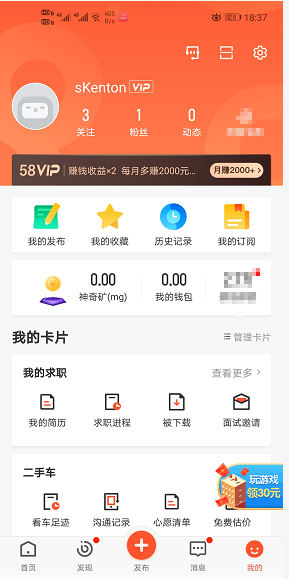 405 B/s 18:37
sKenton VIP
3 1 0
关注 粉丝 动态
58VIP 赚钱收益×2 每月多赚2000元... 月赚2000+ >
我的发布 我的收藏 历史记录 我的订阅
0.00 0.00
神奇矿(mg) 我的钱包
我的卡片 管理卡片
我的求职 查看更多 >
我的简历 求职进程 被下载 面试邀请
二手车
玩游戏
领30元
看车足迹 沟通记录 心愿清单 免费估价
首页 发现 发布 消息 我的